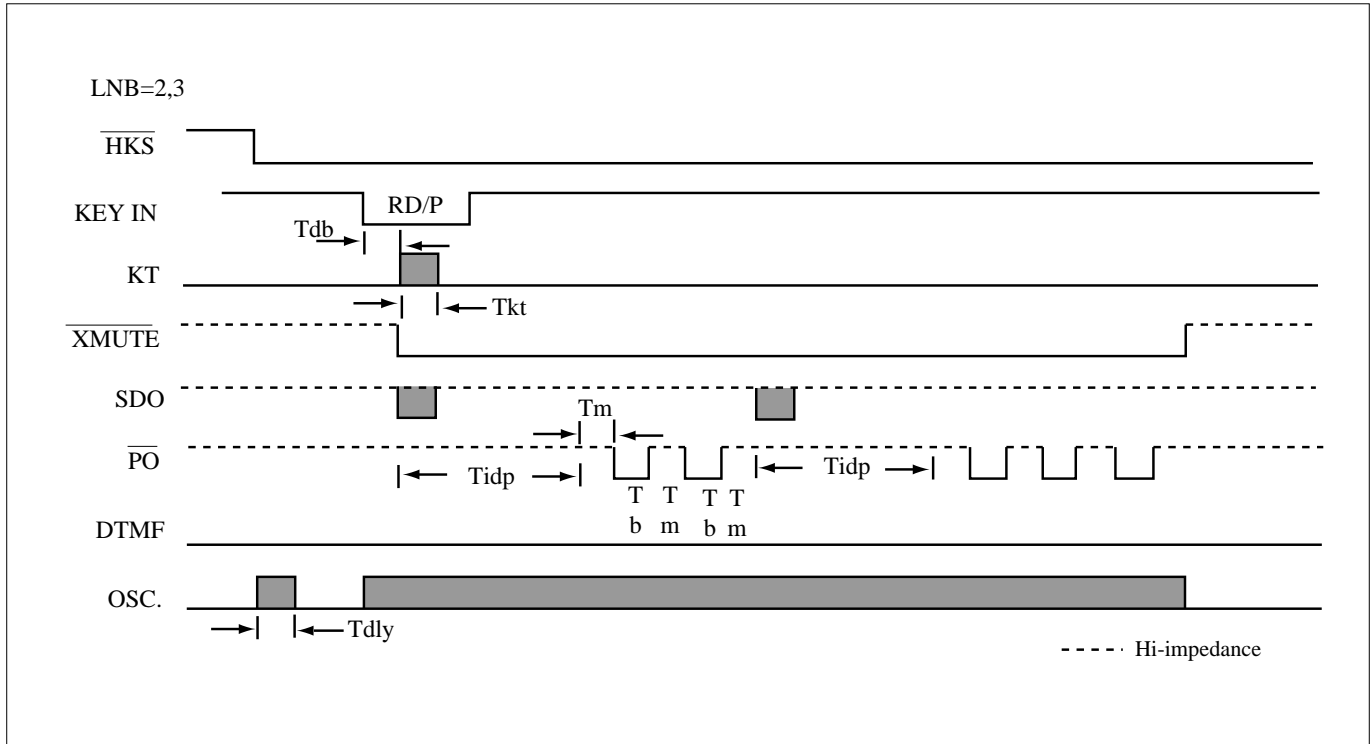 LNB=2,3
HKS
KEY IN
RD/P
Tdb
KT
Tkt
XMUTE
SDO
Tm
PO
Tidp
Tidp
T T T T
b m b m
DTMF
OSC.
Tdly
Hi-impedance